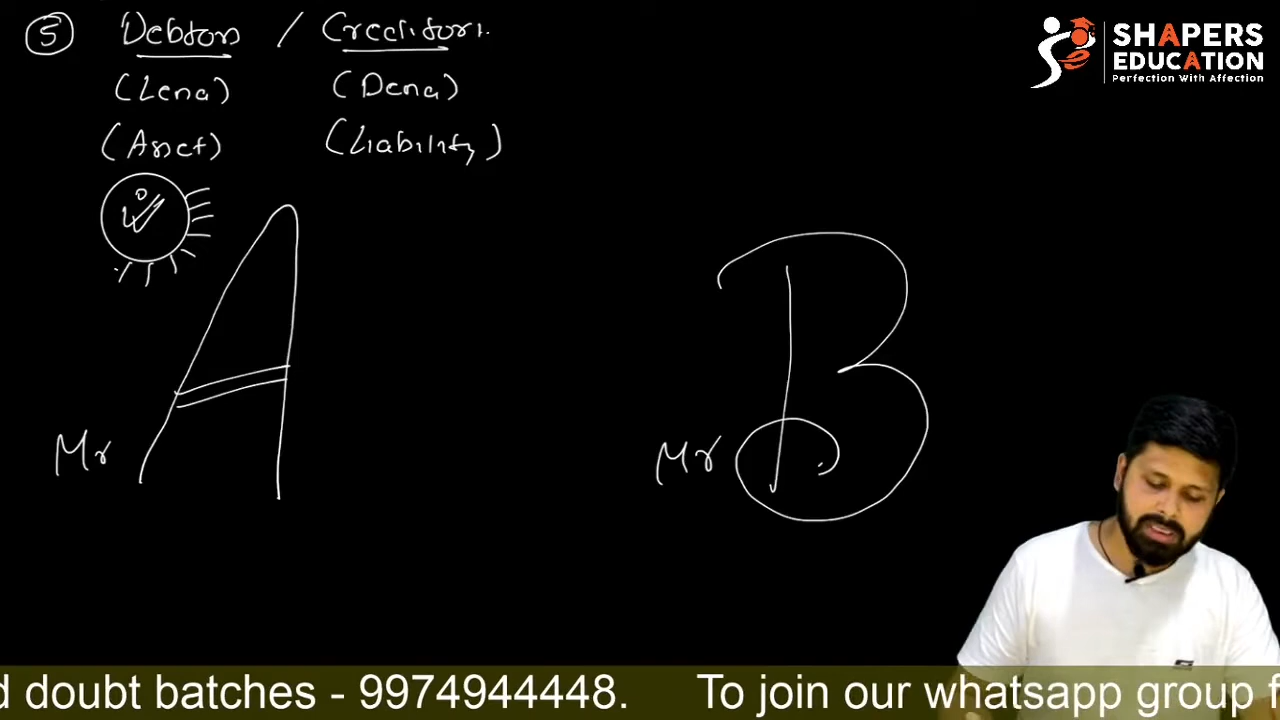 5 Debtors / Creditors.
(Lena) (Dena)
(Asset) (Liability)
Mr A
Mr B
SHAPERS
EDUCATION
Perfection With Affection
d doubt batches - 9974944448. To join our whatsapp group f